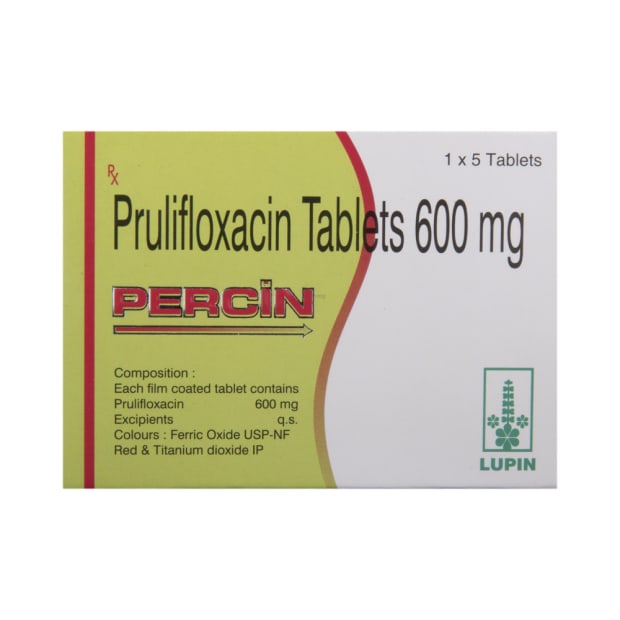 1 x 5 Tablets
Rx
Prulifloxacin Tablets 600 mg
PERCIN
Composition :
Each film coated tablet contains
Prulifloxacin 600 mg
Excipients q.s.
Colours : Ferric Oxide USP-NF
Red & Titanium dioxide IP
LUPIN